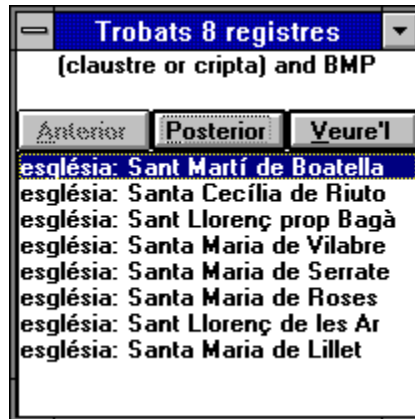 Trobats 8 registres
(claustre or cripta) and BMP
Anterior Posterior Veure'l
església: Sant Martí de Boatella
església: Santa Cecília de Riuto
església: Sant Llorenç prop Bagà
església: Santa Maria de Vilabre
església: Santa Maria de Serrate
església: Santa Maria de Roses
església: Sant Llorenç de les Ar
església: Santa Maria de Lillet